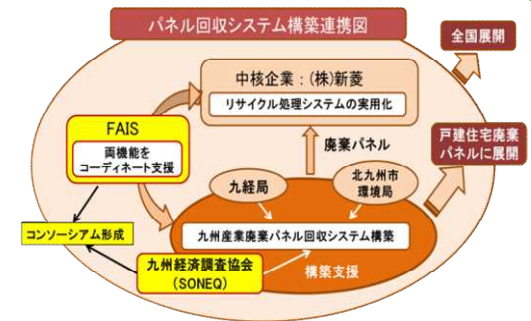 パネル回収システム構築連携図
全国展開
中核企業：(株)新菱
リサイクル処理システムの実用化
FAIS
両機能を
コーディネート支援
廃棄パネル
戸建住宅廃棄
パネルに展開
九経局
北九州市
環境局
コンソーシアム形成
九州産業廃棄パネル回収システム構築
九州経済調査協会
(SONEQ)
構築支援